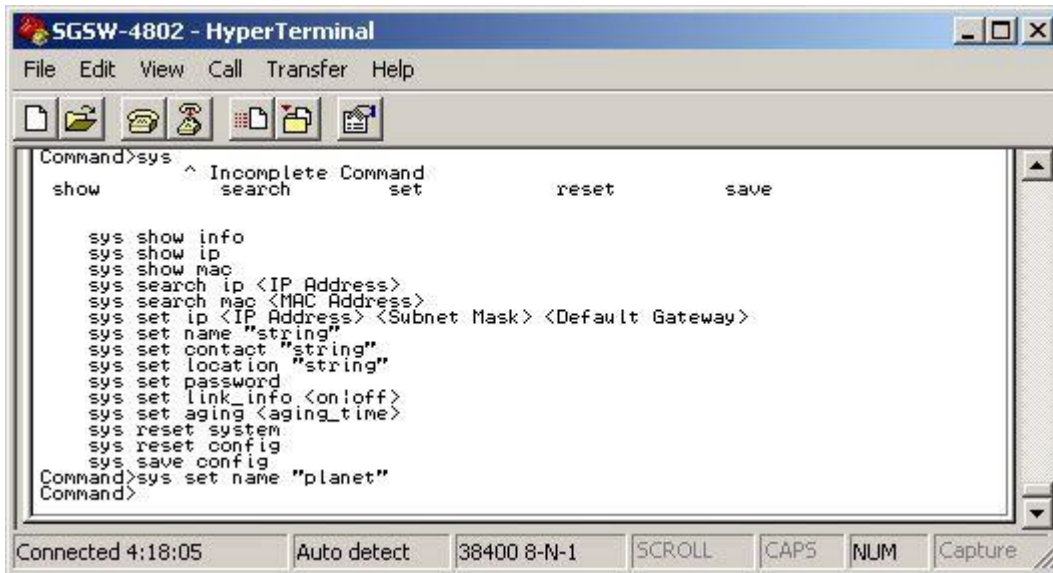 SGSW-4802 - HyperTerminal
File Edit View Call Transfer Help
Command>sys
^ Incomplete Command
show search set reset save
sys show info
sys show ip
sys show mac
sys search ip <IP Address>
sys search mac <MAC Address>
sys set ip <IP Address> <Subnet Mask> <Default Gateway>
sys set name "string"
sys set contact "string"
sys set location "string"
sys set password
sys set link_info <on|off>
sys set aging <aging_time>
sys reset system
sys reset config
sys save config
Command>sys set name "planet"
Command>
Connected 4:18:05 Auto detect 38400 8-N-1 SCROLL CAPS NUM Capture